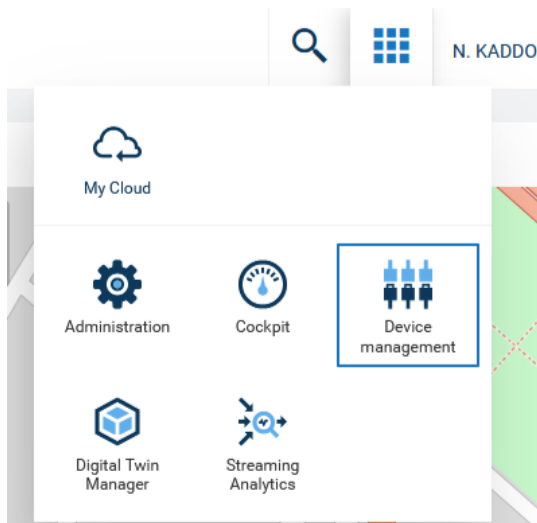 N. KADDO
My Cloud
Administration
Cockpit
Device
management
Digital Twin
Manager
Streaming
Analytics